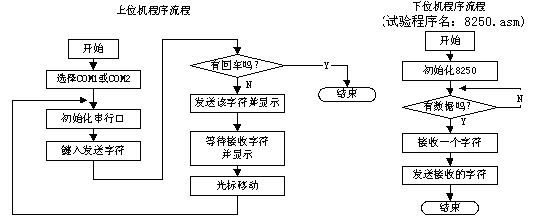 上位机程序流程
开始
选择COM1或COM2
初始化串行口
键入发送字符
有回车吗?
Y
N
结束
发送该字符并显示
等待接收字符
并显示
光标移动
下位机程序流程
(试验程序名: 8250.asm)
开始
初始化8250
有数据吗?
N
Y
接收一个字符
发送接收的字符
结束